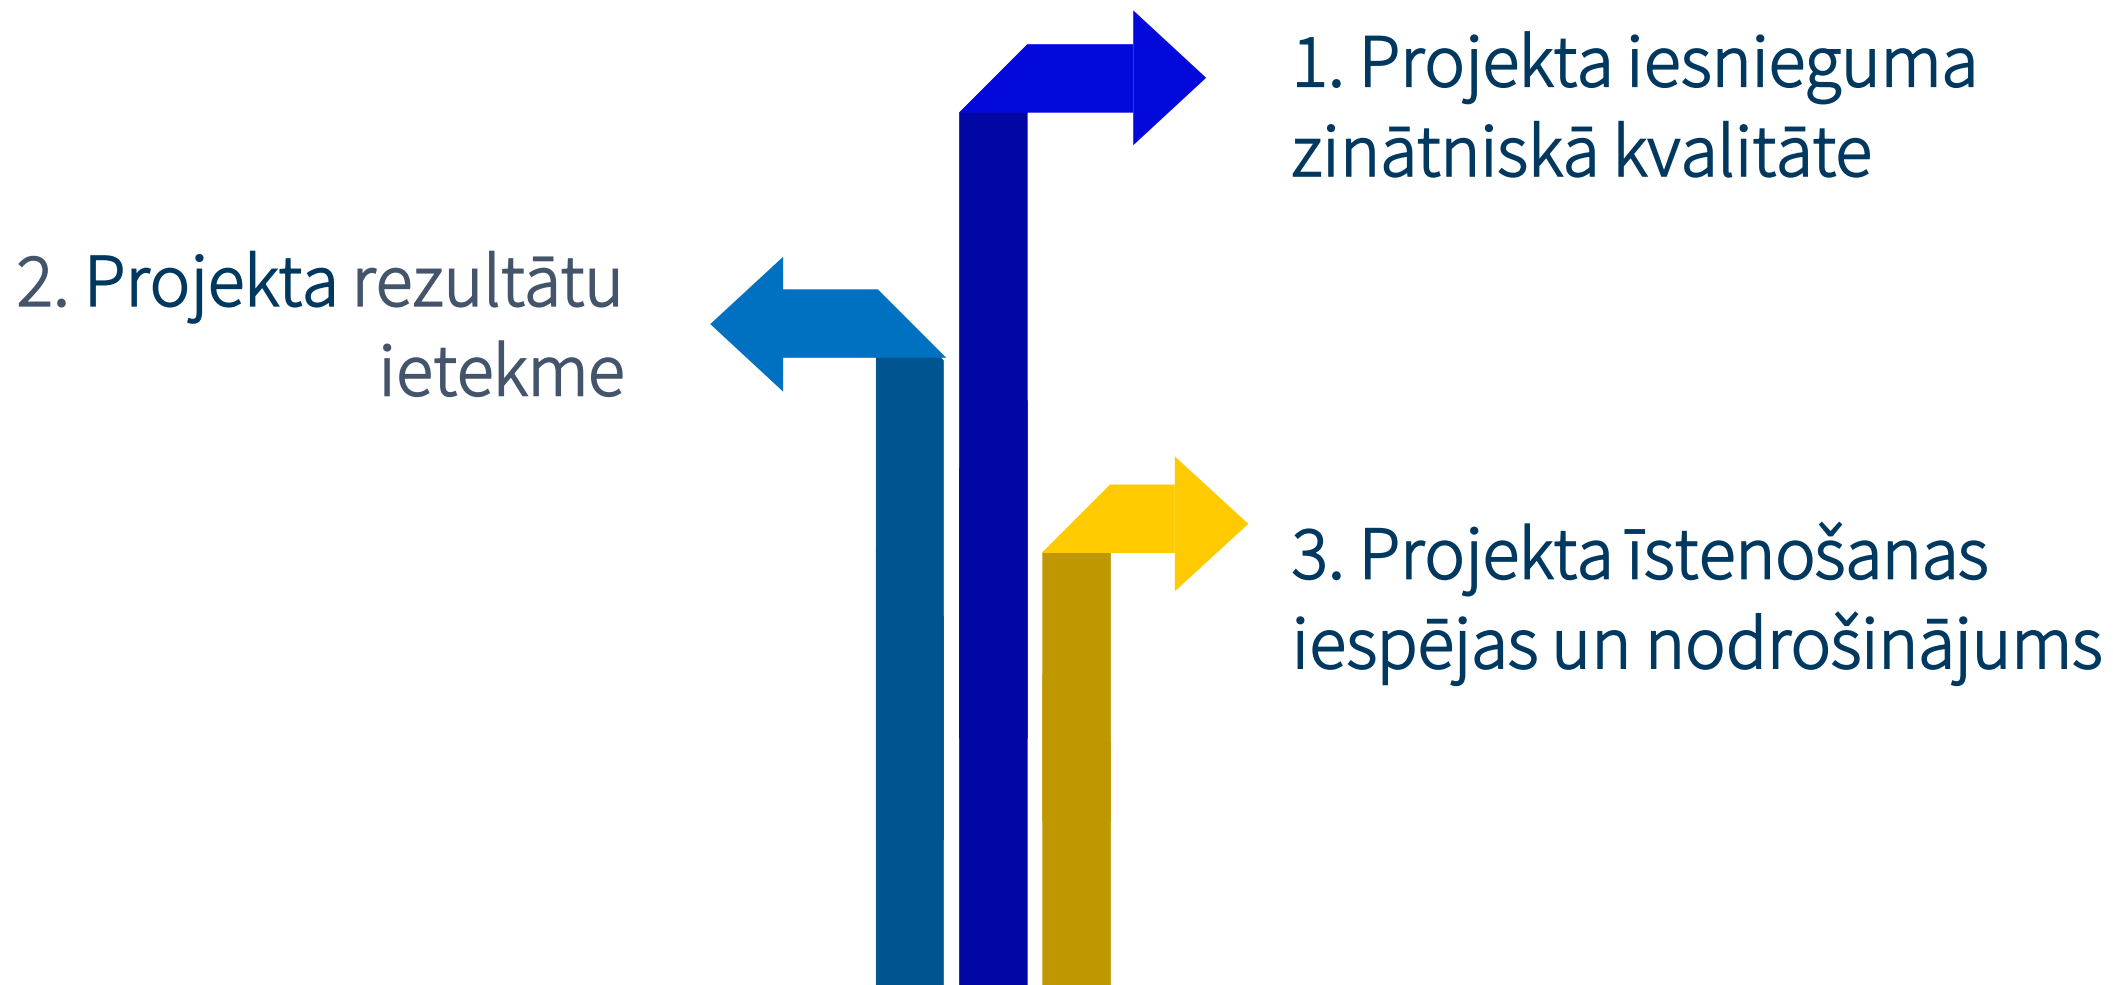 1. Projekta iesnieguma
zinātniskā kvalitāte
2. Projekta rezultātu
ietekme
3. Projekta īstenošanas
iespējas un nodrošinājums